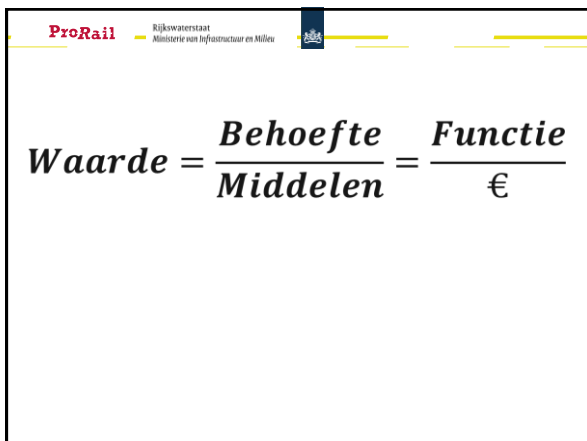 ProRail
Rijkswaterstaat
Ministerie van Infrastructuur en Milieu
Waarde = Behoefte / Middelen = Functie / €